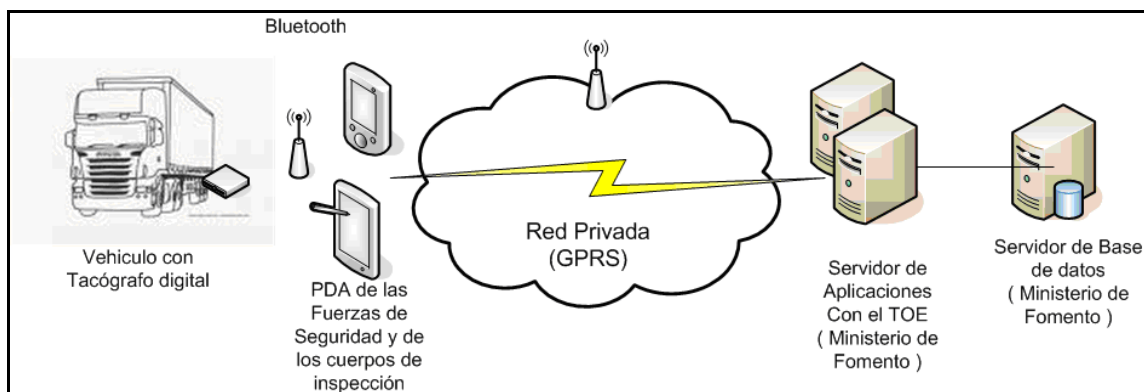 Bluetooth
Vehiculo con
Tacógrafo digital
PDA de las
Fuerzas de
Seguridad y de
los cuerpos de
inspección
Red Privada
(GPRS)
Servidor de
Aplicaciones
Con el TOE
( Ministerio de
Fomento )
Servidor de Base
de datos
( Ministerio de
Fomento )